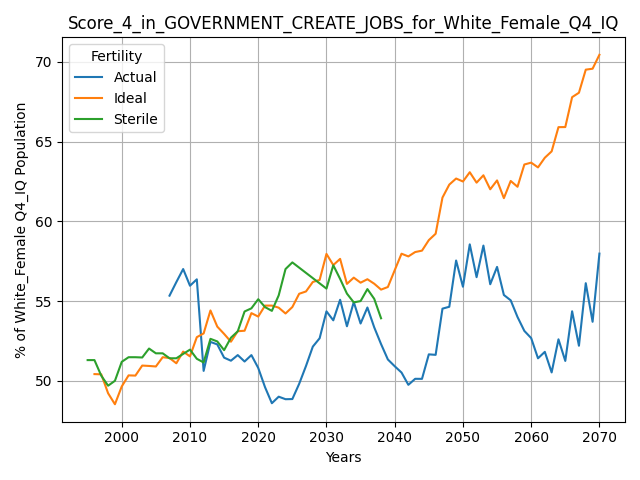 Score_4_in_GOVERNMENT_CREATE_JOBS_for_White_Female_Q4_IQ
Fertility
Actual
Ideal
Sterile
% of White_Female Q4_IQ Population
70
65
60
55
50
2000
2010
2020
2030
2040
2050
2060
2070
Years